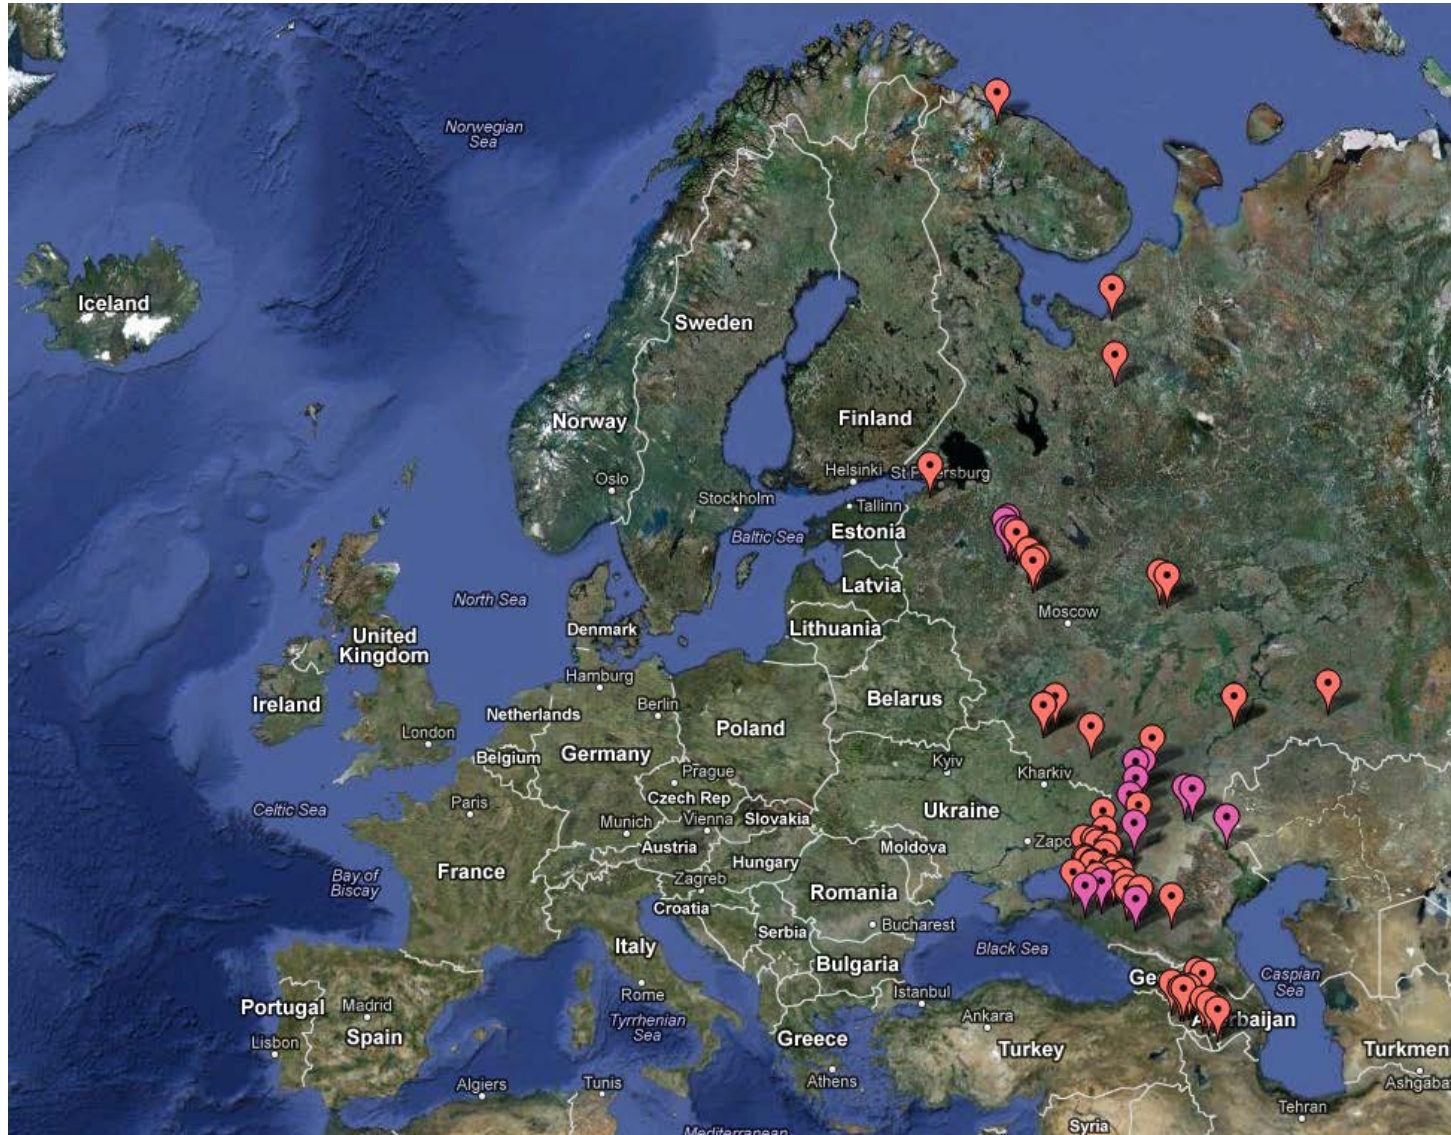 Norwegian
Sea
Iceland
Sweden
Norway
Finland
Oslo
Helsinki
Stockholm
Tallinn
Baltic Sea
Estonia
Latvia
North Sea
Moscow
Denmark
Lithuania
United
Kingdom
Hamburg
Ireland
Belarus
Berlin
Netherlands
London
Poland
Belgium
Germany
Kyiv
Prague
Kharkiv
Czech Rep
Paris
Celtic Sea
Ukraine
Munich
Vienna
Slovakia
Austria
Moldova
Hungary
France
Bay of
Biscay
Zagreb
Romania
Croatia
Serbia
Bucharest
Italy
Black Sea
Bulgaria
Caspian
Sea
Rome
Istanbul
Portugal
Madrid
Ankara
Tyrrhenian
Sea
Spain
Lisbon
Greece
Turkey
Algiers
Tunis
Athens
Tehran
Syria